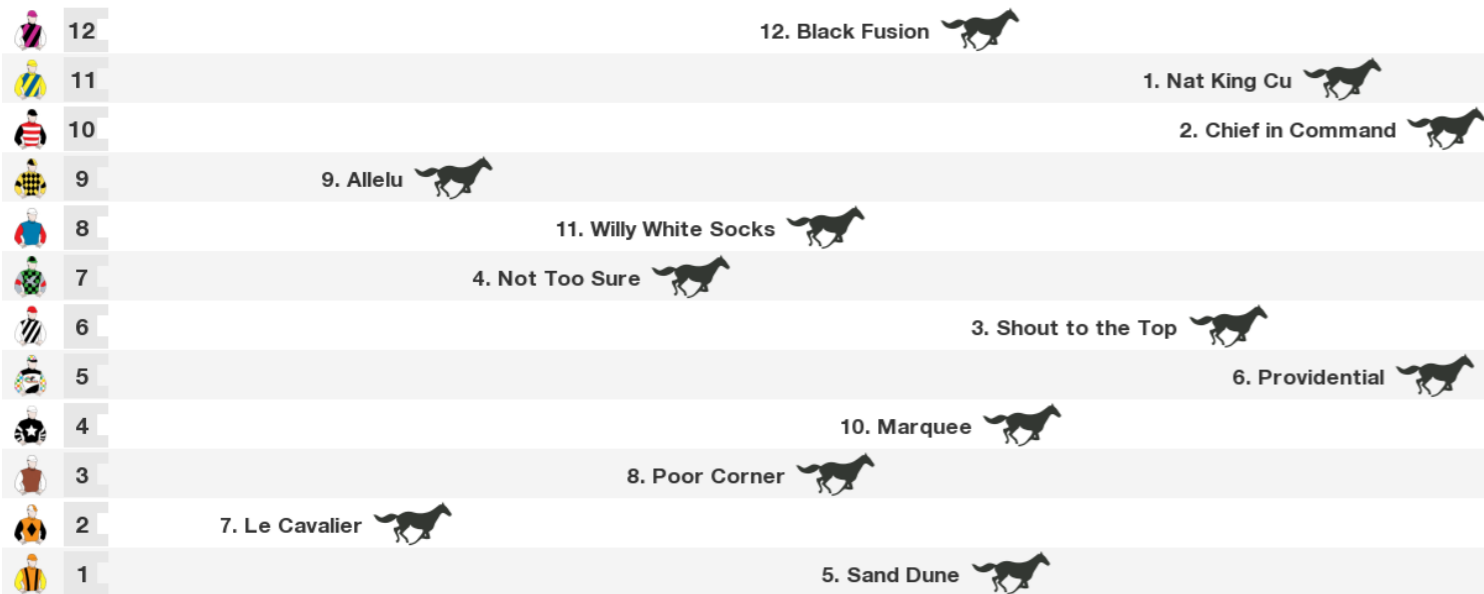 12 12. Black Fusion
11 1. Nat King Cu
10 2. Chief in Command
9 9. Allelu
8 11. Willy White Socks
7 4. Not Too Sure
6 3. Shout to the Top
5 6. Providential
4 10. Marquee
3 8. Poor Corner
2 7. Le Cavalier
1 5. Sand Dune